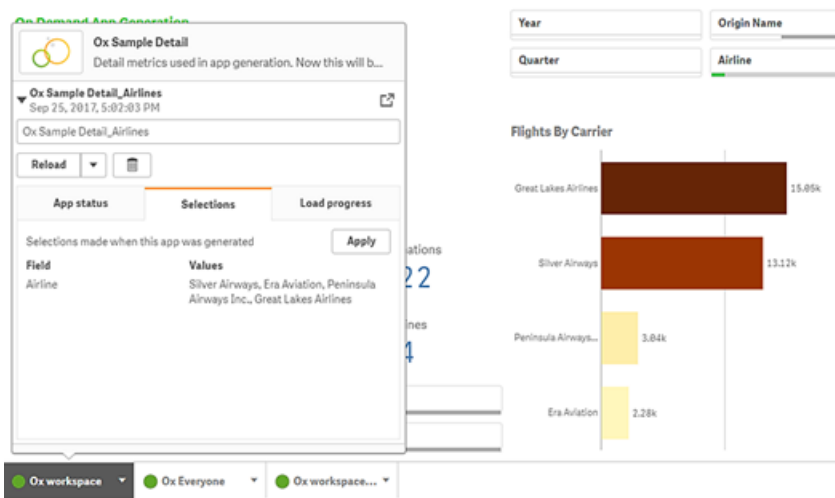 On Demand App Generation
Ox Sample Detail
Detail metrics used in app generation. Now this will b...
Ox Sample Detail_Airlines
Sep 25, 2017, 5:02:03 PM
Ox Sample Detail_Airlines
Reload
App status
Selections
Load progress
Selections made when this app was generated
Apply
Field
Values
Airline
Silver Airways, Era Aviation, Peninsula
Airways Inc., Great Lakes Airlines
ations
22
ines
4
Year
Origin Name
Quarter
Airline
Flights By Carrier
Great Lakes Airlines
15.05k
Silver Airways
13.12k
Peninsula Airways...
3.04k
Era Aviation
2.28k
Ox workspace
Ox Everyone
Ox workspace...